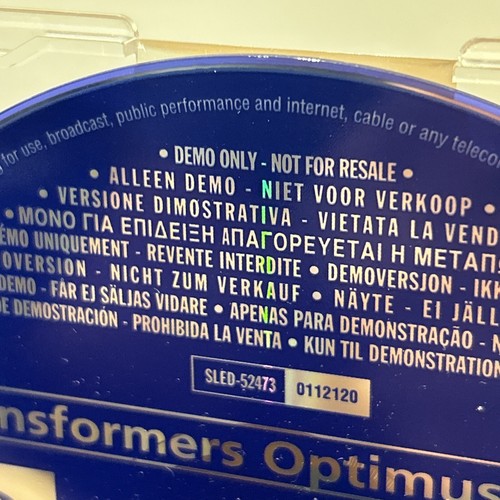 for use, broadcast, public performance and internet, cable or any teleco
• DEMO ONLY - NOT FOR RESALE •
• ALLEEN DEMO - NIET VOOR VERKOOP •
• VERSIONE DIMOSTRATIVA - VIETATA LA VEND
• ΜΟΝΟ ΓΙΑ ΕΠΙΔΕΙΞΗ ΑΠΑΓΟΡΕΥΕΤΑΙ Η ΜΕΤΑΠ
ÉMO UNIQUEMENT - REVENTE INTERDITE • DEMOVERSJON - IKK
OVERSION - NICHT ZUM VERKAUF • NÄYTE - EI JÄLL
DEMO - FÅR EJ SÄLJAS VIDARE • APENAS PARA DEMONSTRAÇÃO - N
DE DEMOSTRACIÓN - PROHIBIDA LA VENTA • KUN TIL DEMONSTRATION
SLED-52473 0112120
nsformers Optimus